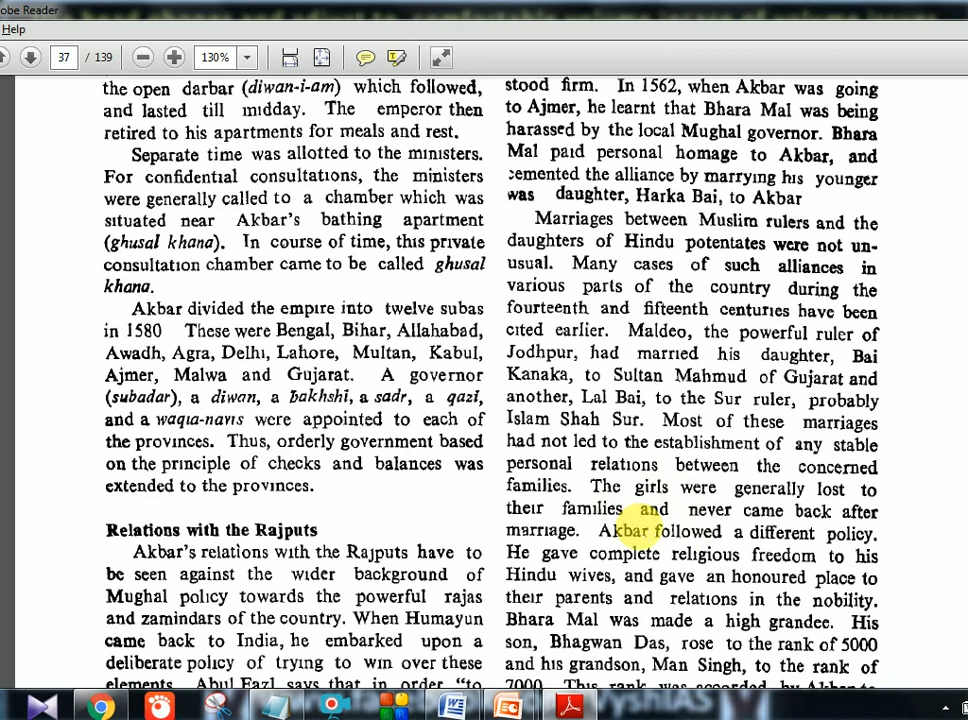 obe Reader
Help
37 / 139
130%
the open darbar (diwan-i-am) which followed,
and lasted till midday. The emperor then
retired to his apartments for meals and rest.
Separate time was allotted to the ministers.
For confidential consultations, the ministers
were generally called to a chamber which was
situated near Akbar's bathing apartment
(ghusal khana). In course of time, this private
consultation chamber came to be called ghusal
khana.
Akbar divided the empire into twelve subas
in 1580 These were Bengal, Bihar, Allahabad,
Awadh, Agra, Delhi, Lahore, Multan, Kabul,
Ajmer, Malwa and Gujarat. A governor
(subadar), a diwan, a bakhshi, a sadr, a qazi,
and a waqia-navis were appointed to each of
the provinces. Thus, orderly government based
on the principle of checks and balances was
extended to the provinces.
Relations with the Rajputs
Akbar's relations with the Rajputs have to
be seen against the wider background of
Mughal policy towards the powerful rajas
and zamindars of the country. When Humayun
came back to India, he embarked upon a
deliberate policy of trying to win over these
elements. Abul Fazl says that in order "to
stood firm. In 1562, when Akbar was going
to Ajmer, he learnt that Bhara Mal was being
harassed by the local Mughal governor. Bhara
Mal paid personal homage to Akbar, and
cemented the alliance by marrying his younger
was daughter, Harka Bai, to Akbar
Marriages between Muslim rulers and the
daughters of Hindu potentates were not un-
usual. Many cases of such alliances in
various parts of the country during the
fourteenth and fifteenth centuries have been
cited earlier. Maldeo, the powerful ruler of
Jodhpur, had married his daughter, Bai
Kanaka, to Sultan Mahmud of Gujarat and
another, Lal Bai, to the Sur ruler, probably
Islam Shah Sur. Most of these marriages
had not led to the establishment of any stable
personal relations between the concerned
families. The girls were generally lost to
their families and never came back after
marriage. Akbar followed a different policy.
He gave complete religious freedom to his
Hindu wives, and gave an honoured place to
their parents and relations in the nobility.
Bhara Mal was made a high grandee. His
son, Bhagwan Das, rose to the rank of 5000
and his grandson, Man Singh, to the rank of
7000. This rank was accorded by Akbar to